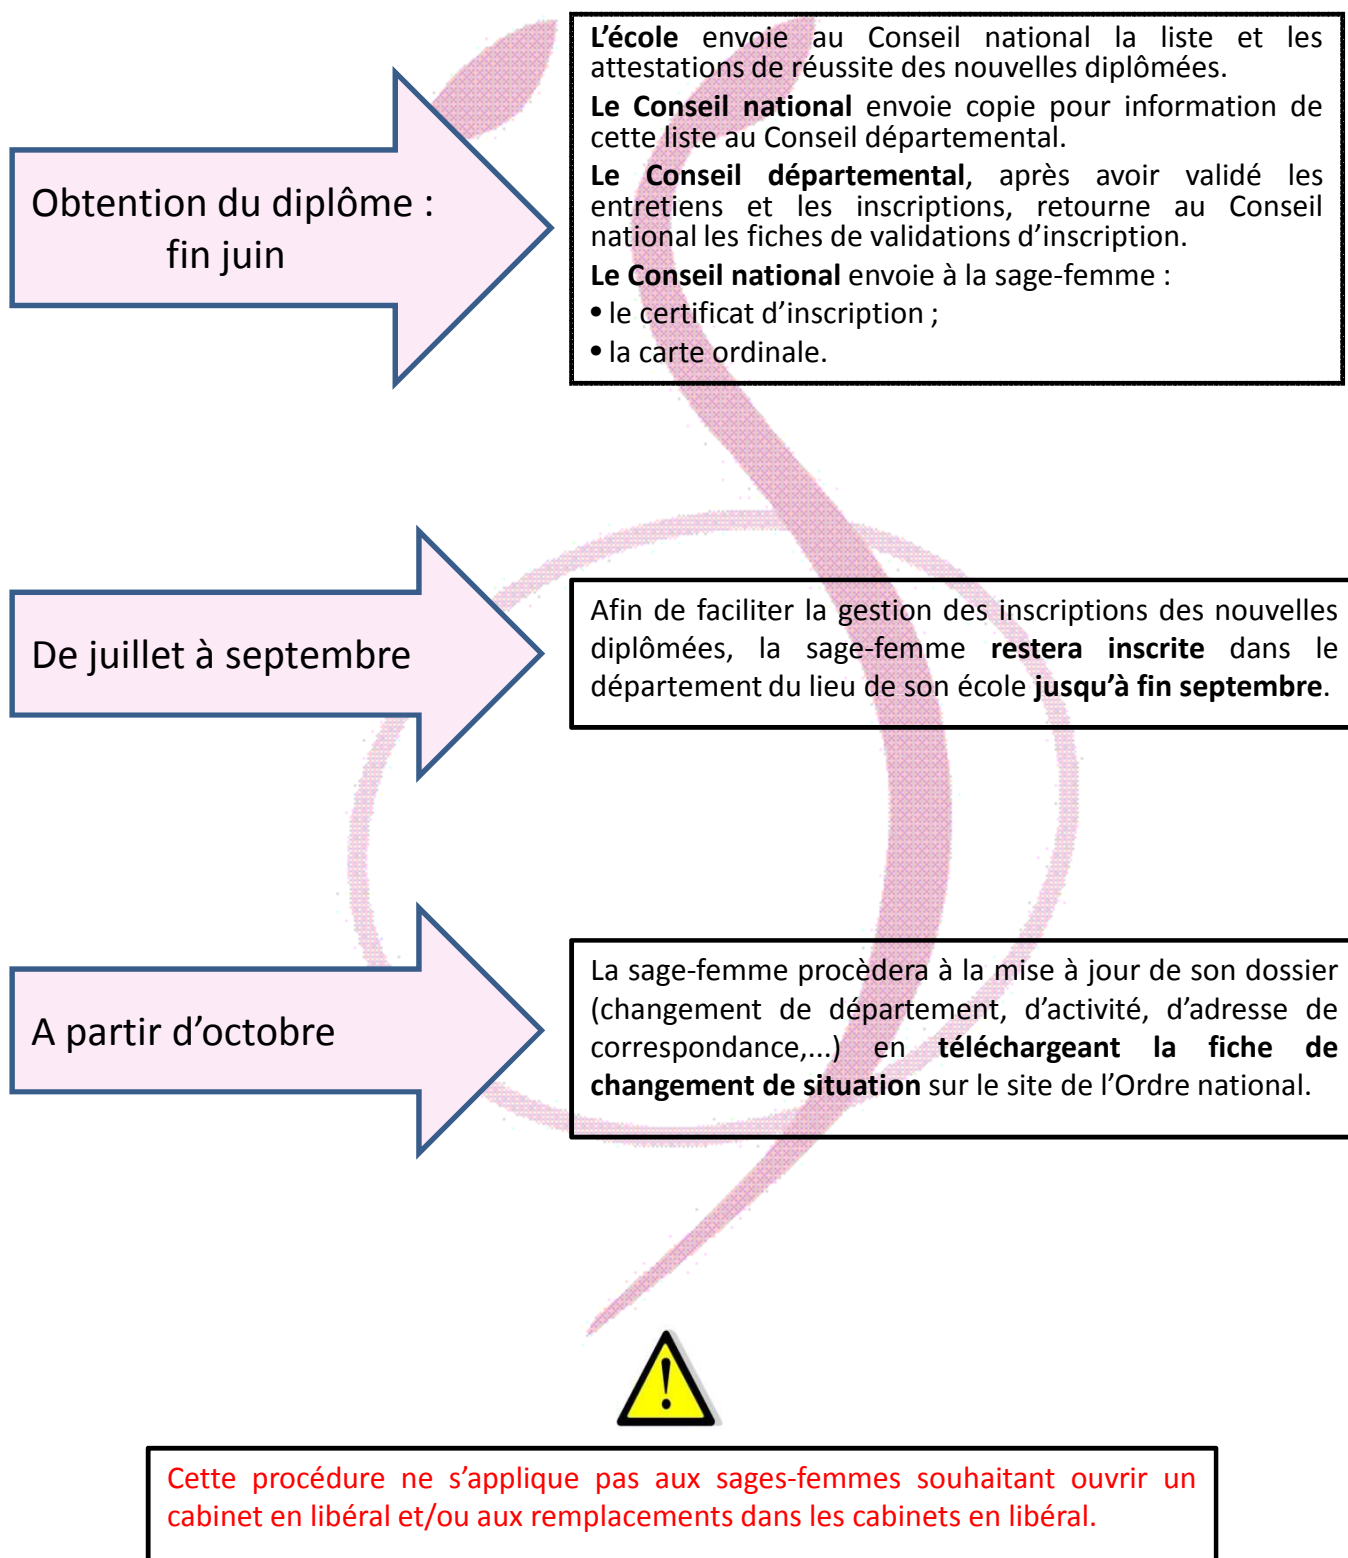 L’école envoie au Conseil national la liste et les
attestations de réussite des nouvelles diplômées.
Le Conseil national envoie copie pour information de
cette liste au Conseil départemental.
Obtention du diplôme :
fin juin
Le Conseil départemental, après avoir validé les
entretiens et les inscriptions, retourne au Conseil
national les fiches de validations d’inscription.
Le Conseil national envoie à la sage-femme :
• le certificat d’inscription ;
• la carte ordinale.
De juillet à septembre
Afin de faciliter la gestion des inscriptions des nouvelles
diplômées, la sage-femme restera inscrite dans le
département du lieu de son école jusqu’à fin septembre.
A partir d’octobre
La sage-femme procèdera à la mise à jour de son dossier
(changement de département, d’activité, d’adresse de
correspondance,...) en téléchargeant la fiche de
changement de situation sur le site de l’Ordre national.
Cette procédure ne s’applique pas aux sages-femmes souhaitant ouvrir un
cabinet en libéral et/ou aux remplacements dans les cabinets en libéral.